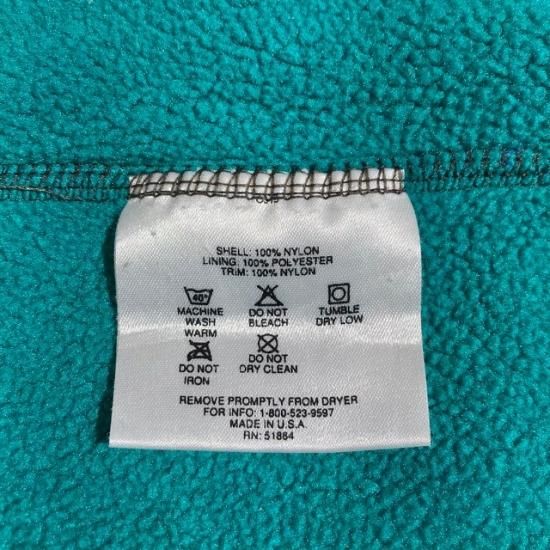 SHELL: 100% NYLON
LINING: 100% POLYESTER
TRIM: 100% NYLON
40°
MACHINE WASH WARM
DO NOT BLEACH
TUMBLE DRY LOW
DO NOT IRON
DO NOT DRY CLEAN
REMOVE PROMPTLY FROM DRYER
FOR INFO: 1-800-523-9597
MADE IN U.S.A.
RN: 51884